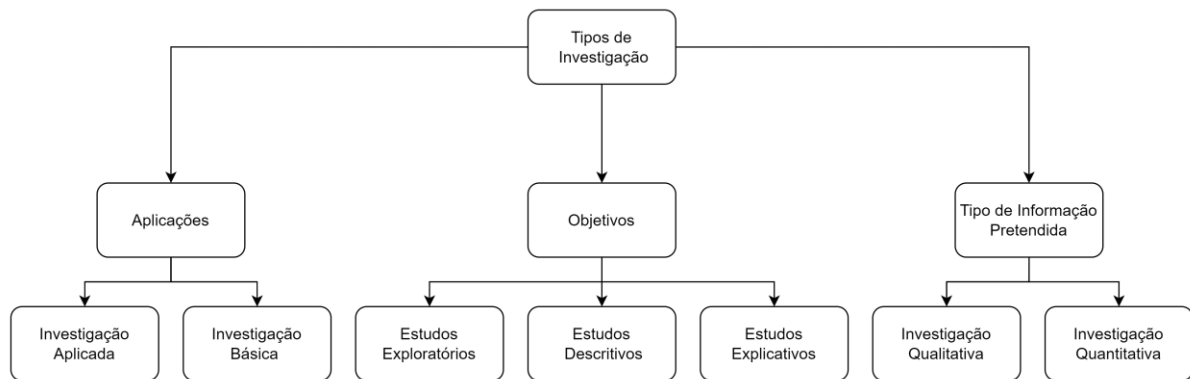 Tipos de
Investigação
Aplicações
Objetivos
Tipo de Informação
Pretendida
Investigação
Aplicada
Investigação
Básica
Estudos
Exploratórios
Estudos
Descritivos
Estudos
Explicativos
Investigação
Qualitativa
Investigação
Quantitativa